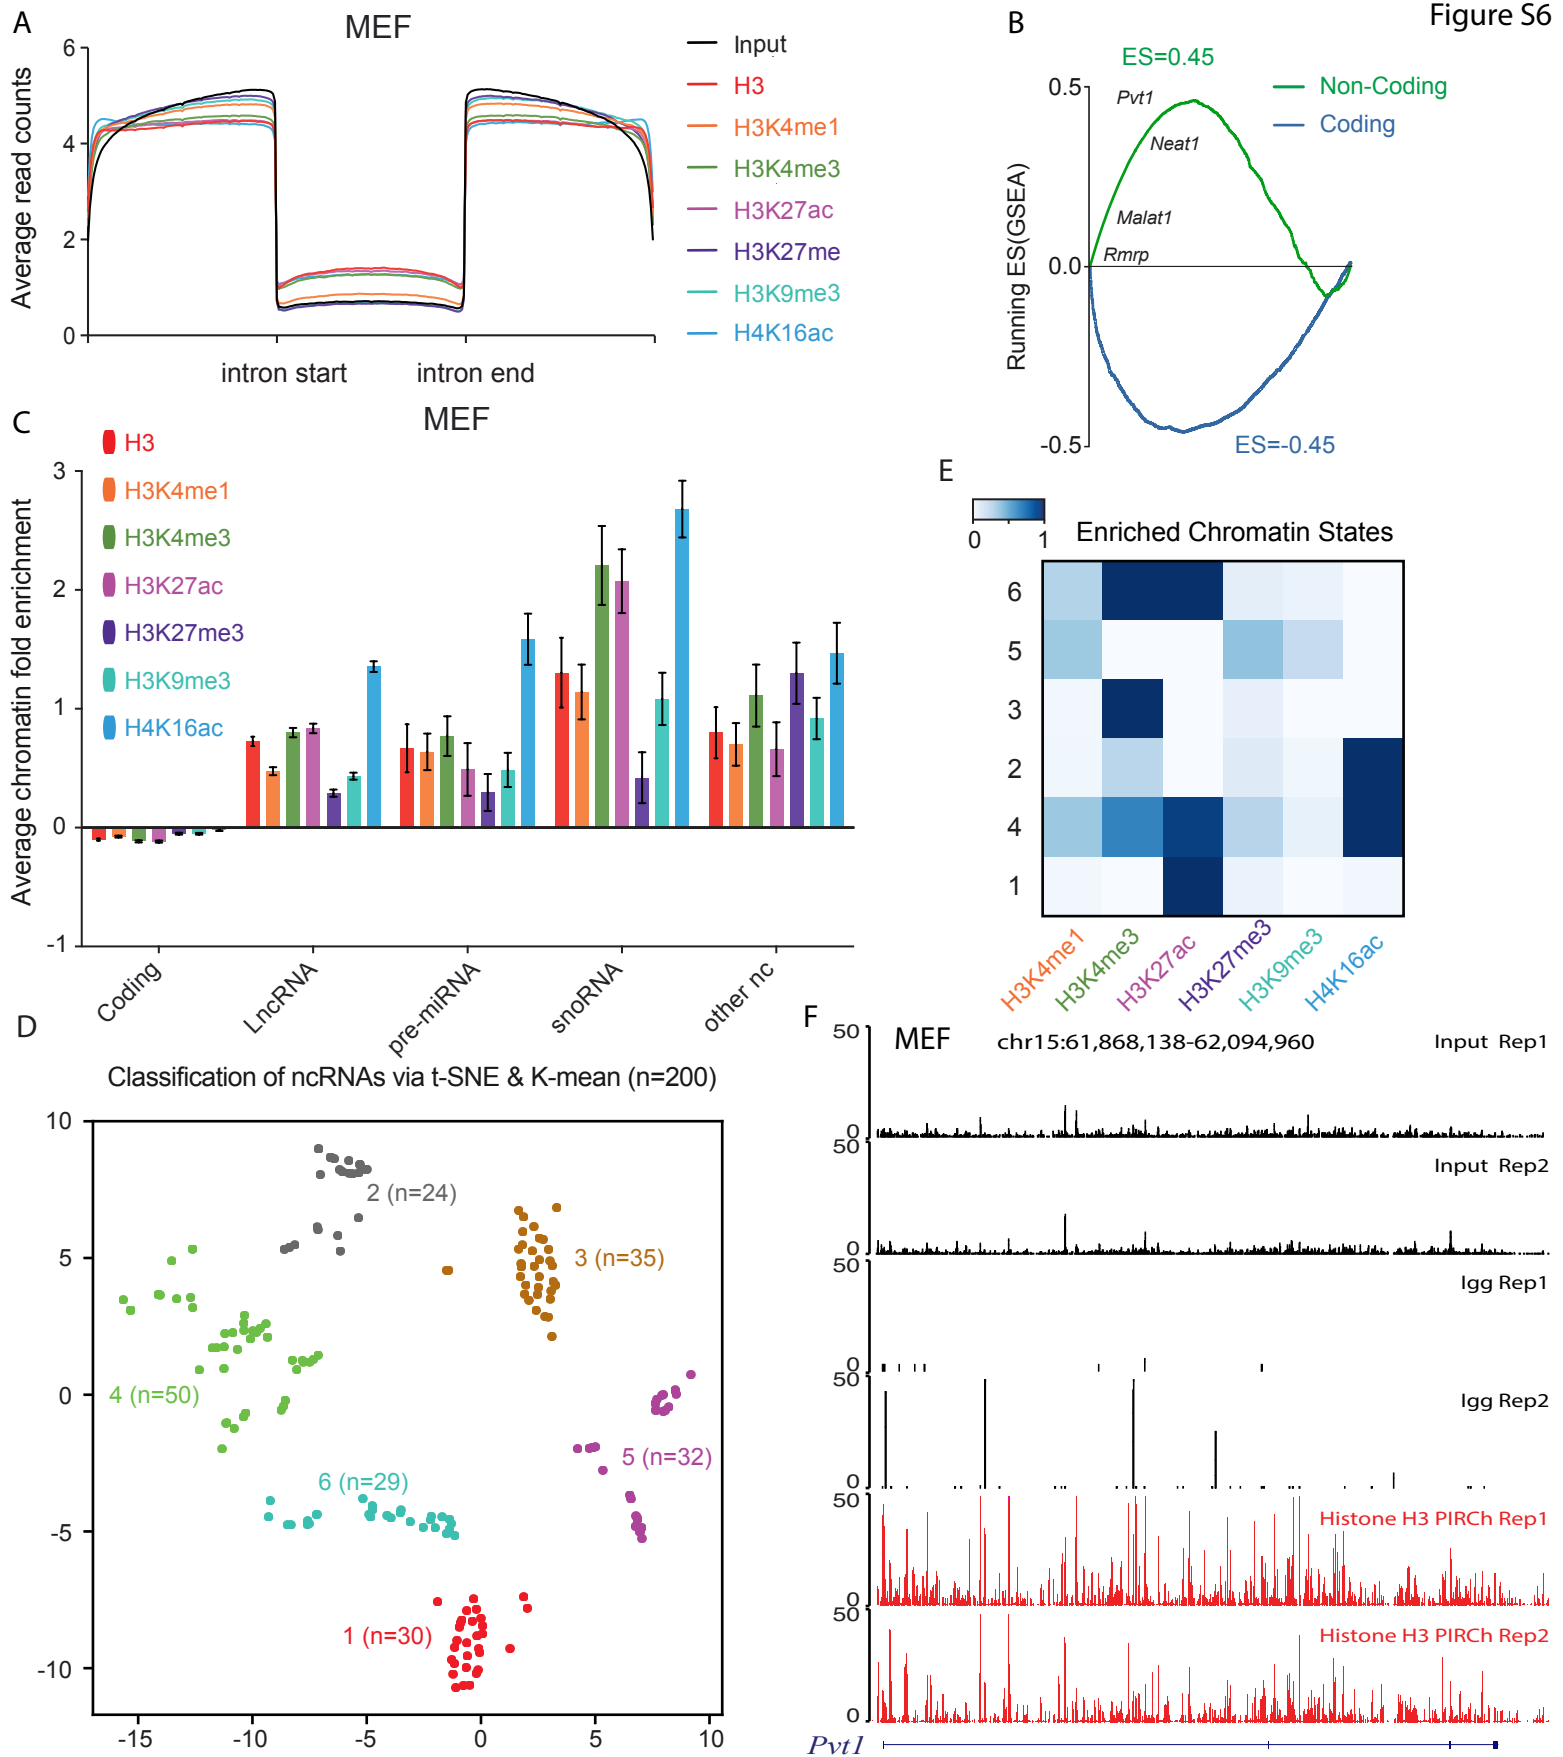 Figure S6
A
MEF
Average read counts
6
4
2
0
intron start
intron end
Input
H3
H3K4me1
H3K4me3
H3K27ac
H3K27me
H3K9me3
H4K16ac
B
ES=0.45
Running ES(GSEA)
0.5
0.0
-0.5
Pvt1
Neat1
Malat1
Rmrp
Non-Coding
Coding
ES=-0.45
C
MEF
Average chromatin fold enrichment
3
2
1
0
-1
H3
H3K4me1
H3K4me3
H3K27ac
H3K27me3
H3K9me3
H4K16ac
Coding
LncRNA
pre-miRNA
snoRNA
other nc
E
0 1
Enriched Chromatin States
6
5
3
2
4
1
H3K4me1
H3K4me3
H3K27ac
H3K27me3
H3K9me3
H4K16ac
D
Classification of ncRNAs via t-SNE & K-mean (n=200)
10
5
0
-5
-10
2 (n=24)
3 (n=35)
4 (n=50)
5 (n=32)
6 (n=29)
1 (n=30)
-15 -10 -5 0 5 10
F
MEF
chr15:61,868,138-62,094,960
50
Input Rep1
0
50
Input Rep2
0
50
Igg Rep1
0
50
Igg Rep2
0
50
Histone H3 PIRCh Rep1
0
50
Histone H3 PIRCh Rep2
0
Pvt1